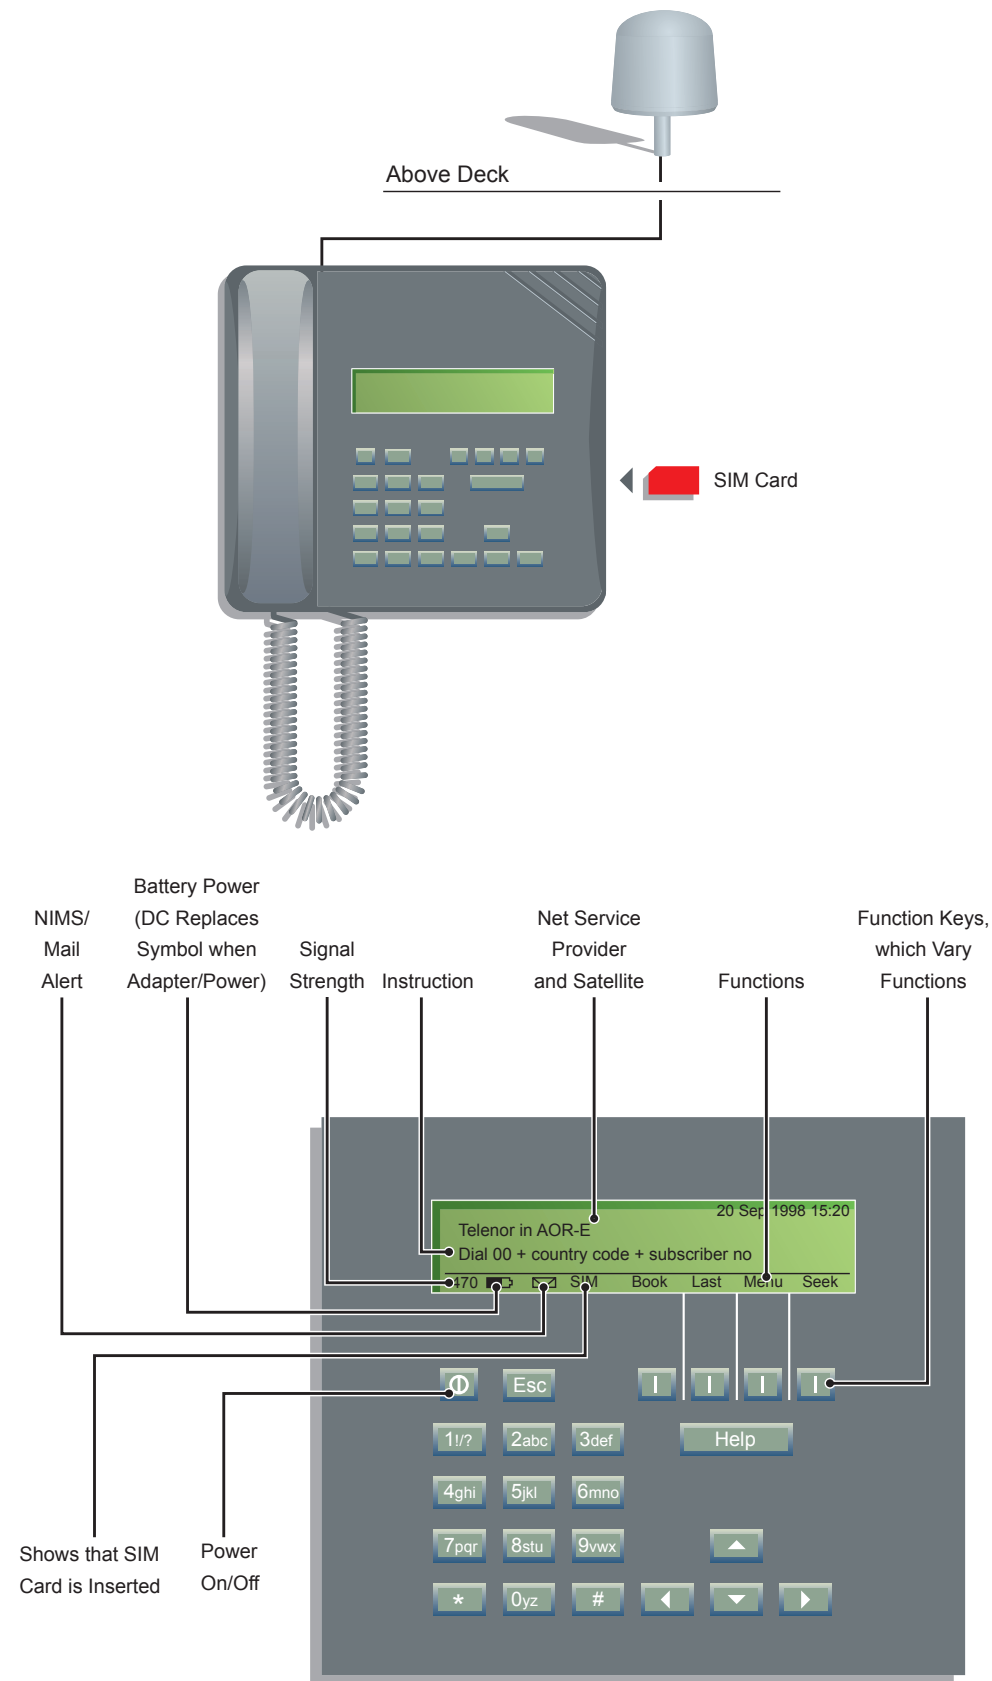 Above Deck
SIM Card
Battery Power
NIMS/ (DC Replaces Net Service Function Keys,
Mail Symbol when Signal Provider which Vary
Alert Adapter/Power) Strength Instruction and Satellite Functions Functions
20 Sep 1998 15:20
Telenor in AOR-E
Dial 00 + country code + subscriber no
470 SIM Book Last Menu Seek
Esc
1!/? 2abc 3def Help
4ghi 5jkl 6mno
7pqr 8stu 9vwx
* 0yz #
Shows that SIM Power
Card is Inserted On/Off